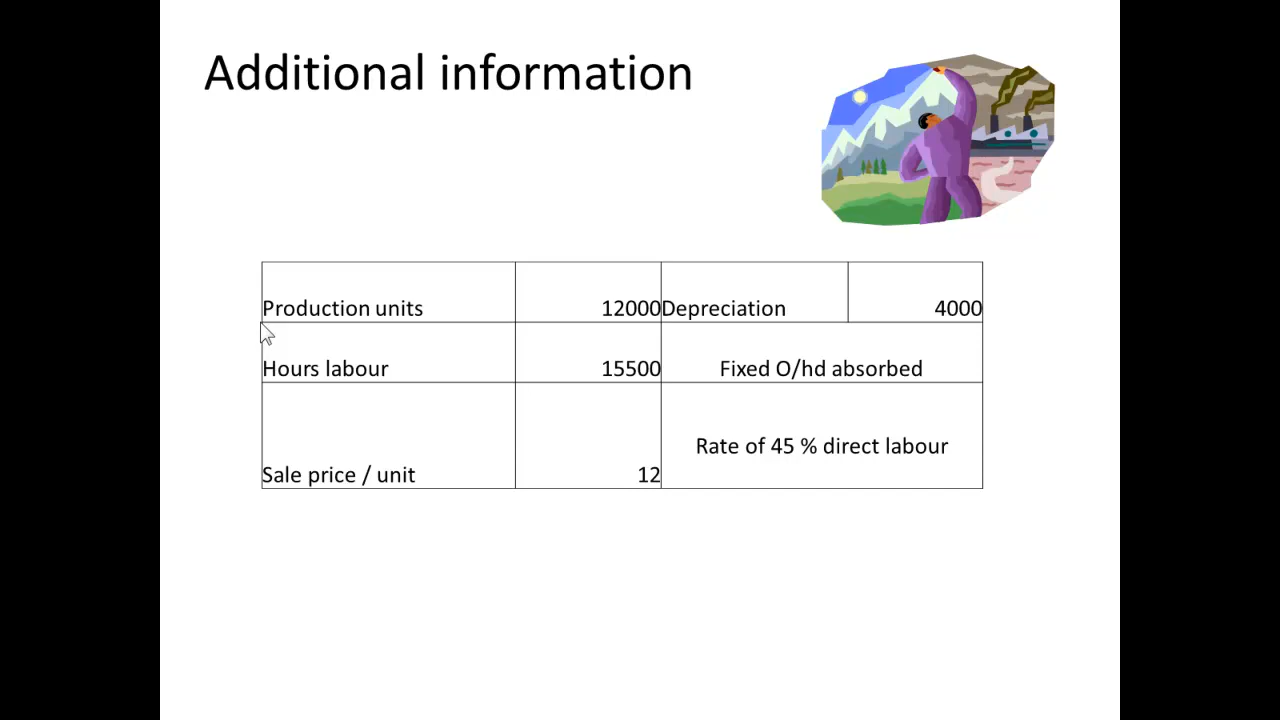 Additional information
Production units 12000 Depreciation 4000
Hours labour 15500 Fixed O/hd absorbed
Rate of 45 % direct labour
Sale price / unit 12